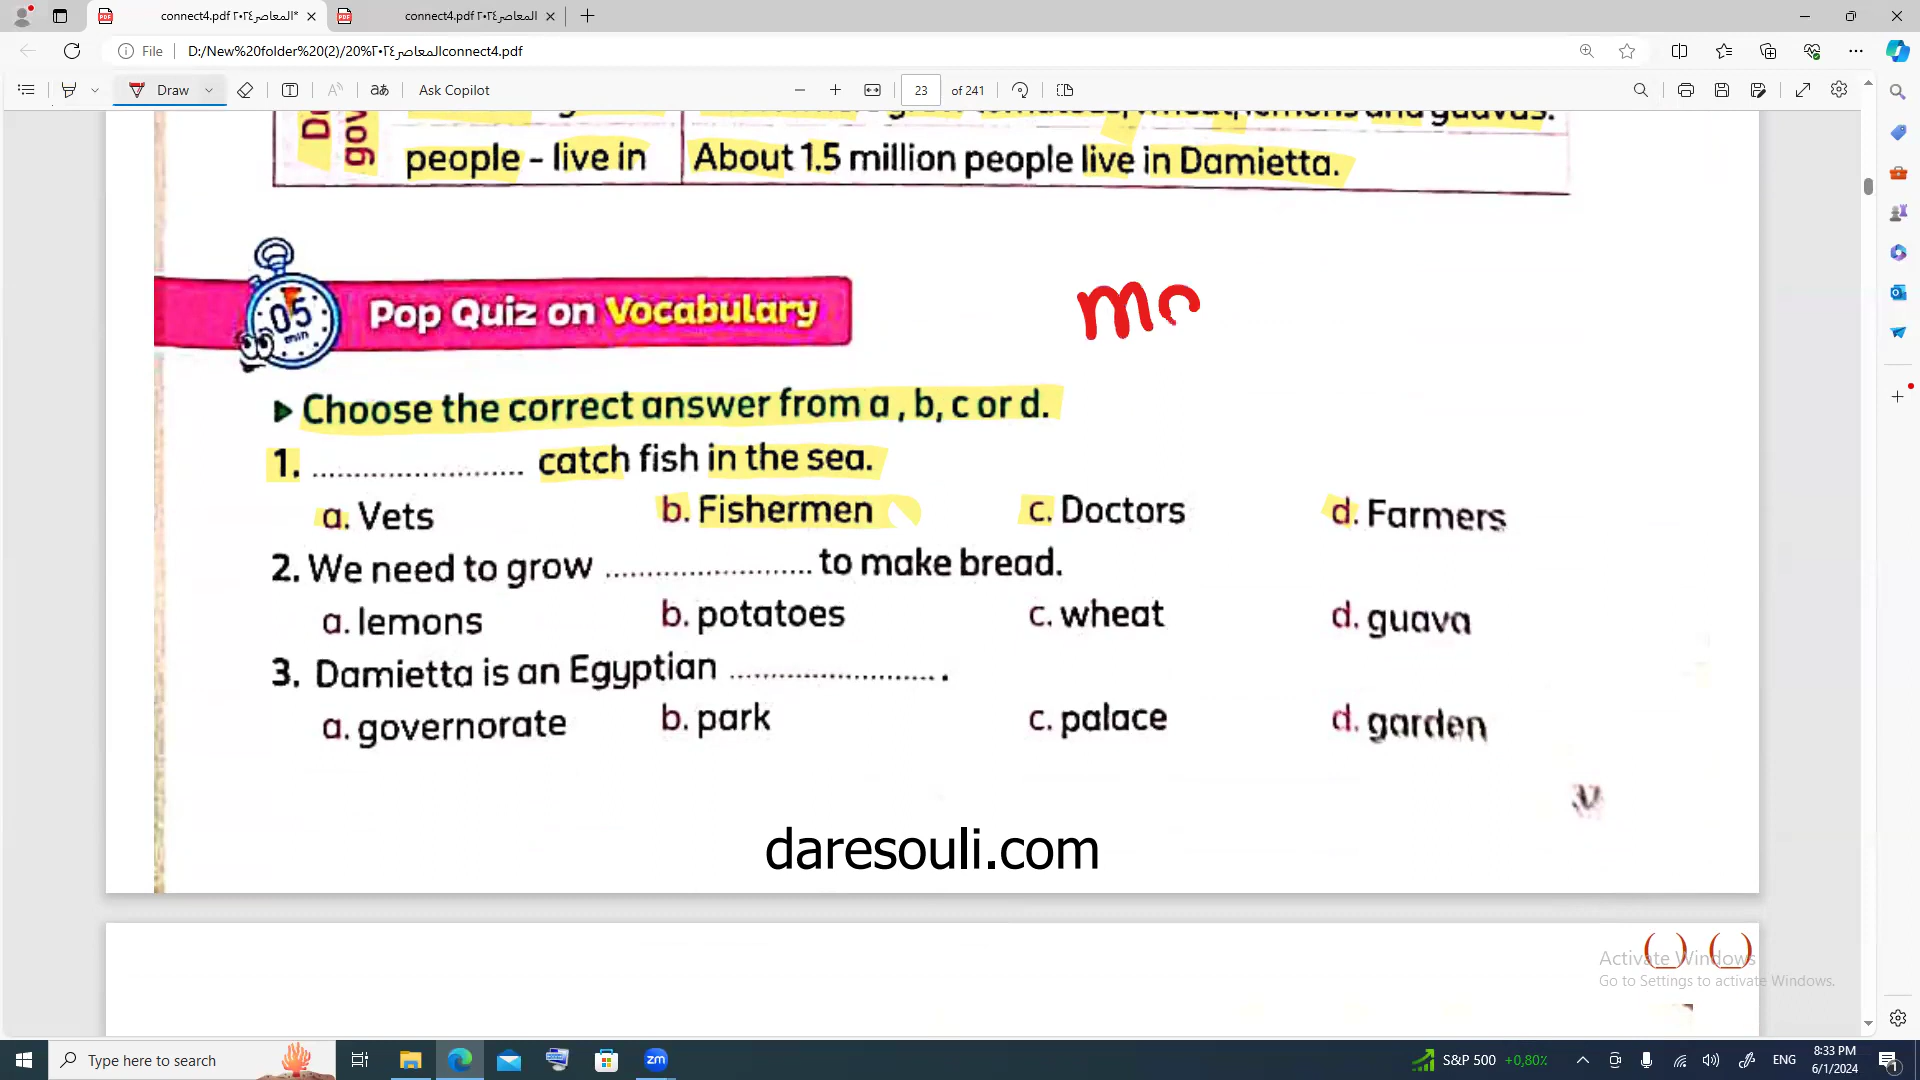 connect4.pdf المعاصر٢٠٢٤*
connect4.pdf المعاصر٢٠٢٤
File
D:/New%20folder%20(2)/20%المعاصر٢٠٢٤connect4.pdf
Draw
aあ
Ask Copilot
23 of 241
people - live in
About 1.5 million people live in Damietta.
05
min
Pop Quiz on Vocabulary
Choose the correct answer from a , b, c or d.
1. ........................ catch fish in the sea.
a. Vets
b. Fishermen
c. Doctors
d. Farmers
2. We need to grow ........................ to make bread.
a. lemons
b. potatoes
c. wheat
d. guava
3. Damietta is an Egyptian ........................ .
a. governorate
b. park
c. palace
d. garden
daresouli.com
(_) (_)
Activate Windows
Go to Settings to activate Windows.
Type here to search
zm
S&P 500 +0,80%
ENG
8:33 PM
6/1/2024
1